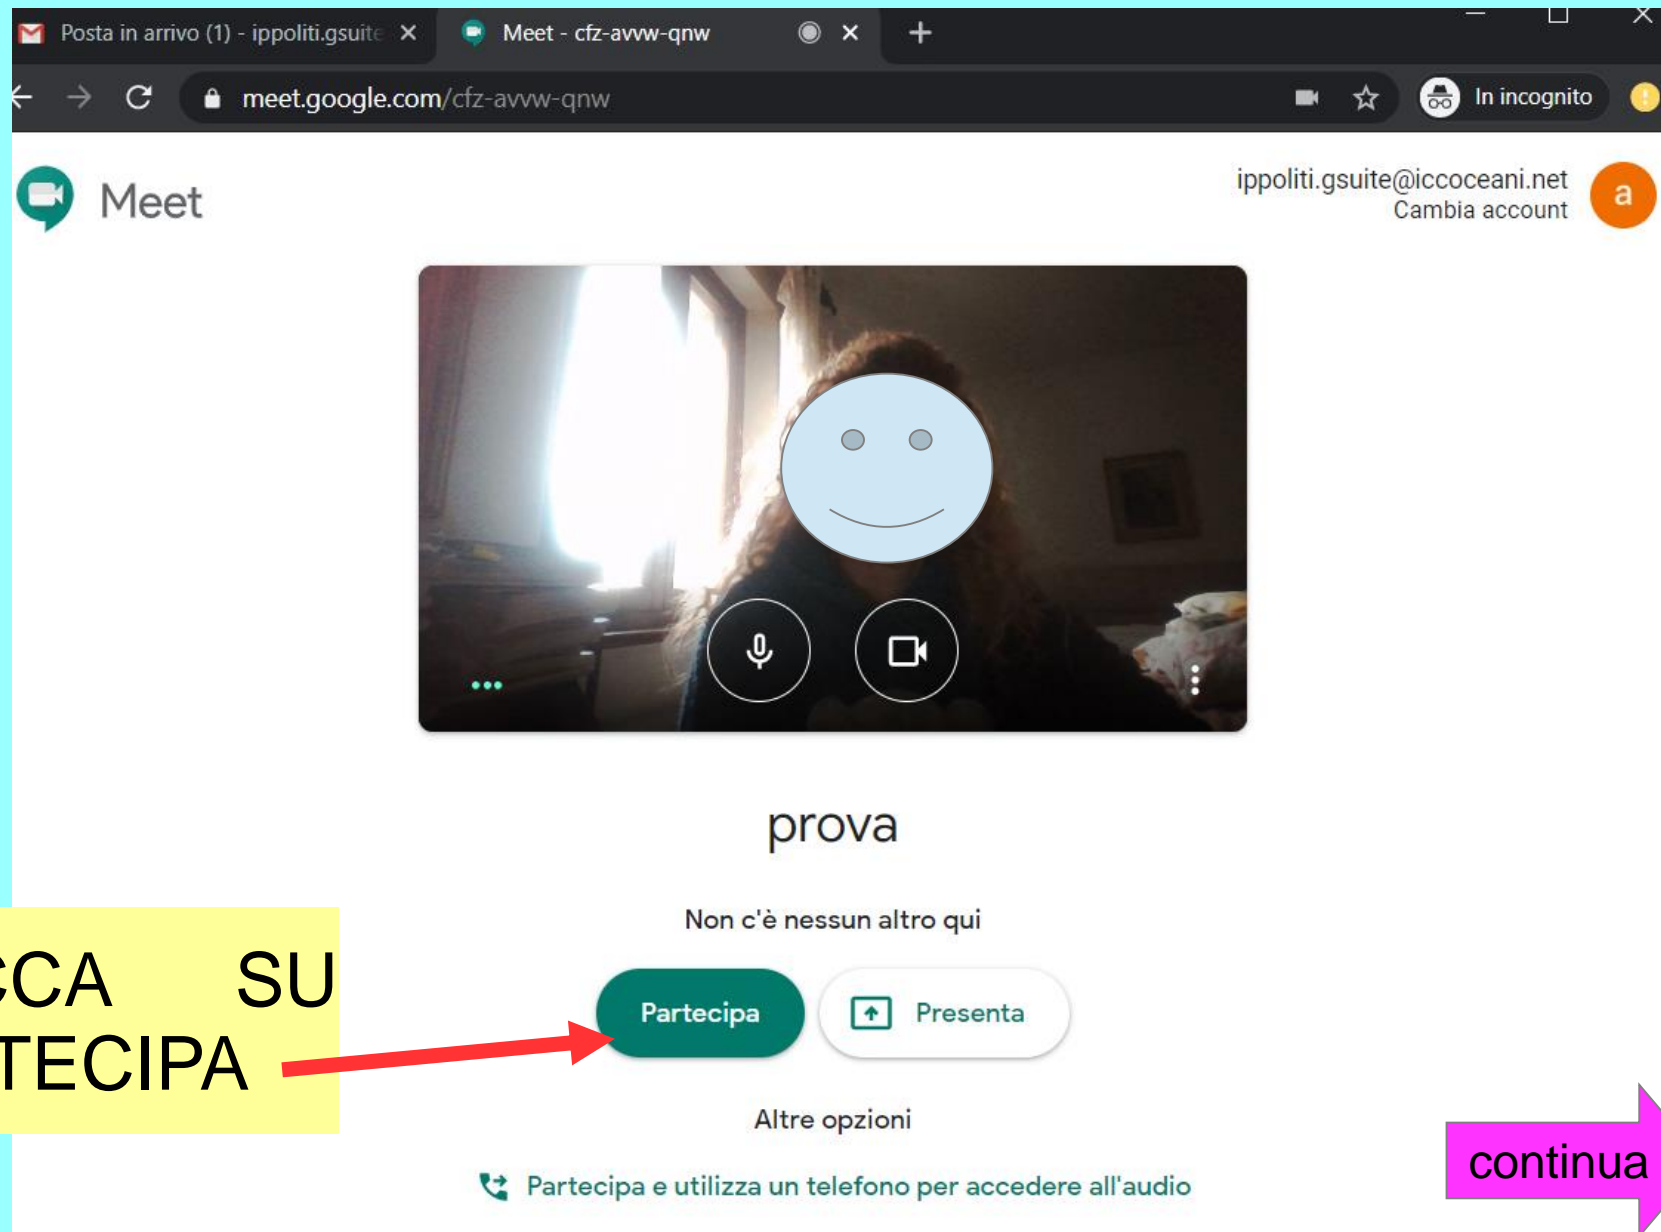 Posta in arrivo (1) - ippoliti.gsuite
Meet - cfz-avvw-qnw
meet.google.com/cfz-avvw-qnw
In incognito
Meet
ippoliti.gsuite@iccoceani.net
Cambia account
a
prova
Non c'è nessun altro qui
CCA SU
TECIPA
Partecipa
Presenta
Altre opzioni
Partecipa e utilizza un telefono per accedere all'audio
continua